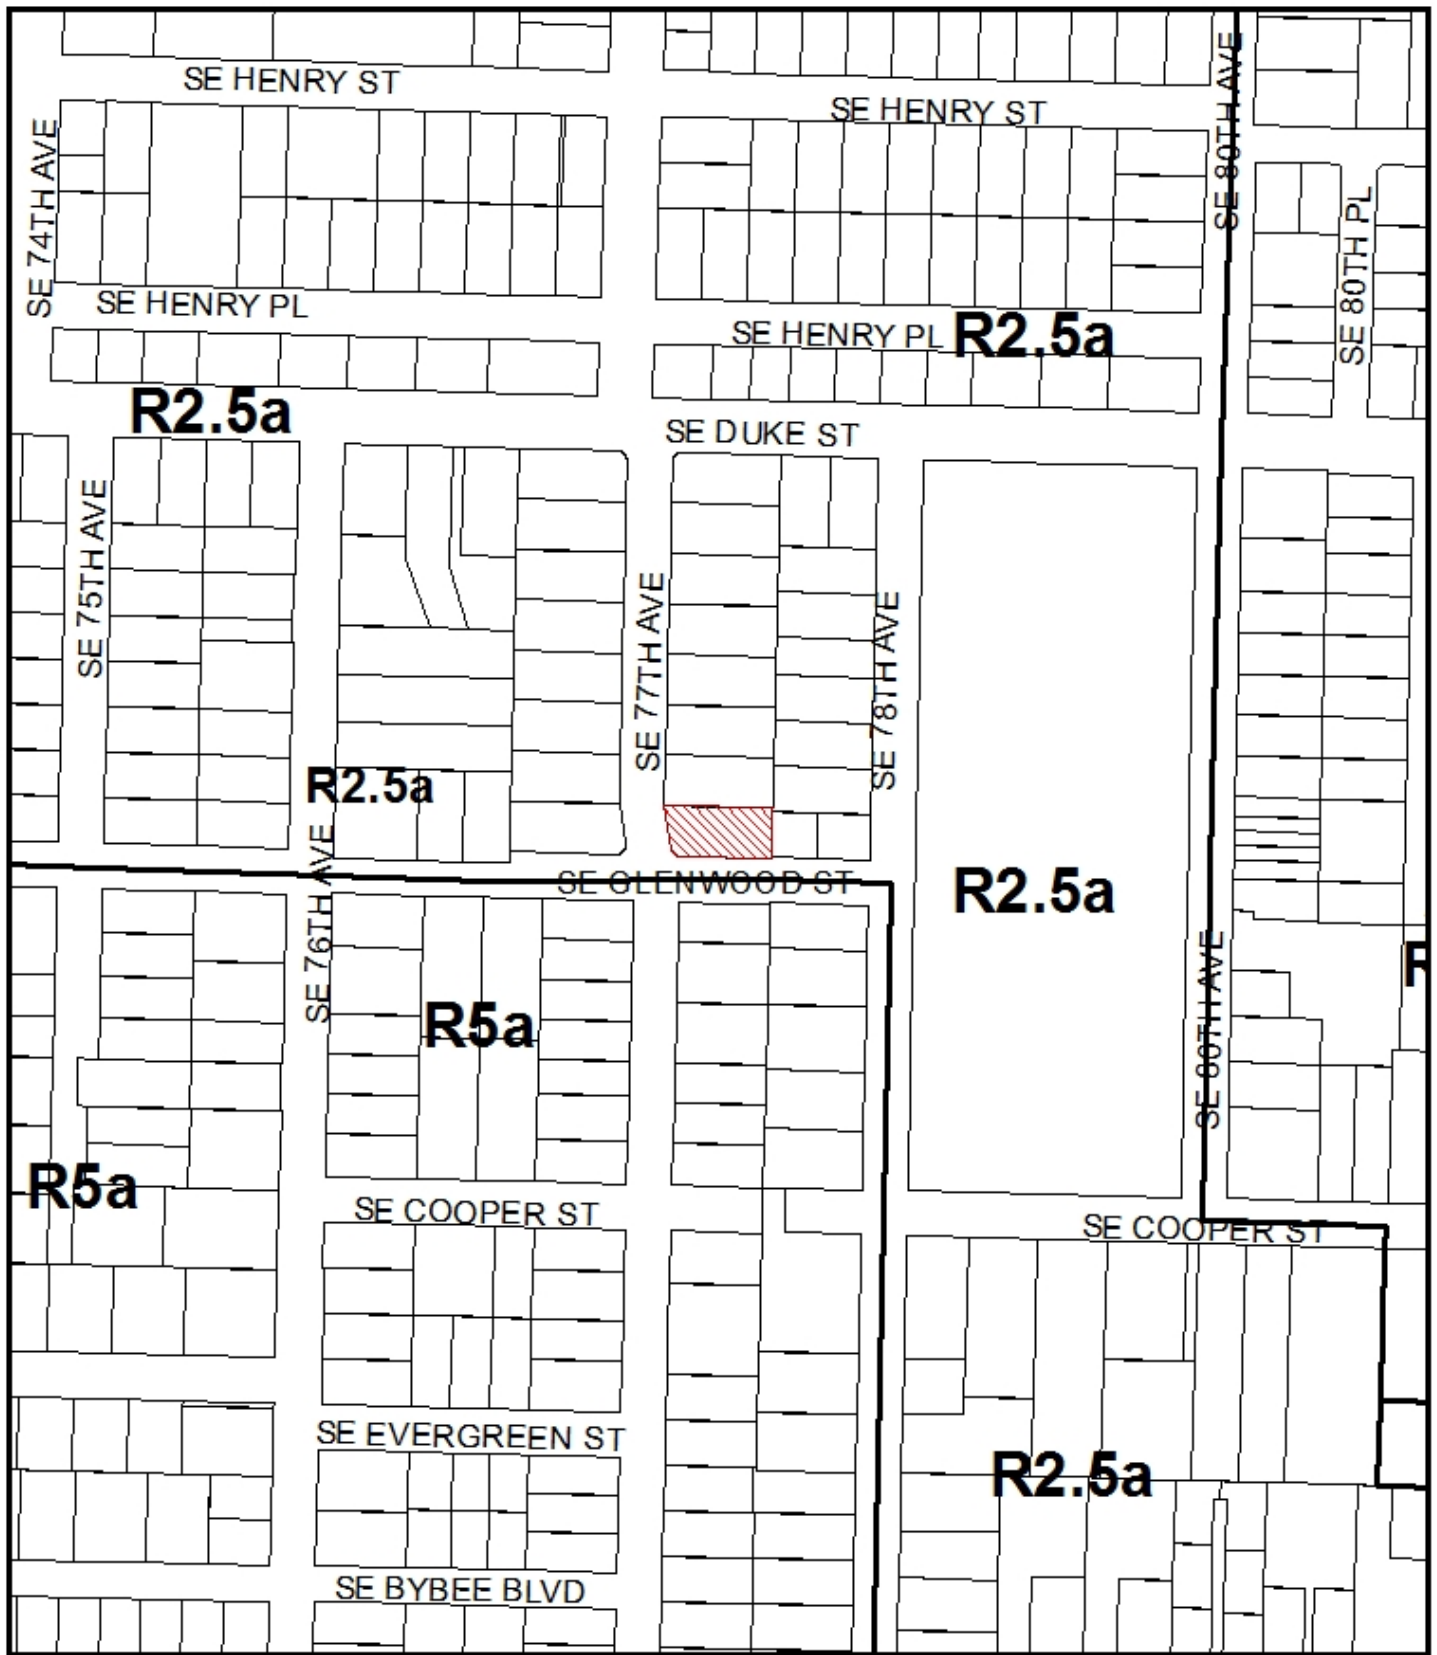 SE HENRY ST
SE HENRY ST
SE 80TH AVE
SE 74TH AVE
SE 80TH PL
SE HENRY PL
SE HENRY PL
R2.5a
R2.5a
SE DUKE ST
SE 75TH AVE
SE 77TH AVE
SE 78TH AVE
R2.5a
SE 76TH AVE
SE GLENWOOD ST
R2.5a
R
SE 80TH AVE
R5a
R5a
SE COOPER ST
SE COOPER ST
SE EVERGREEN ST
R2.5a
SE BYBEE BLVD